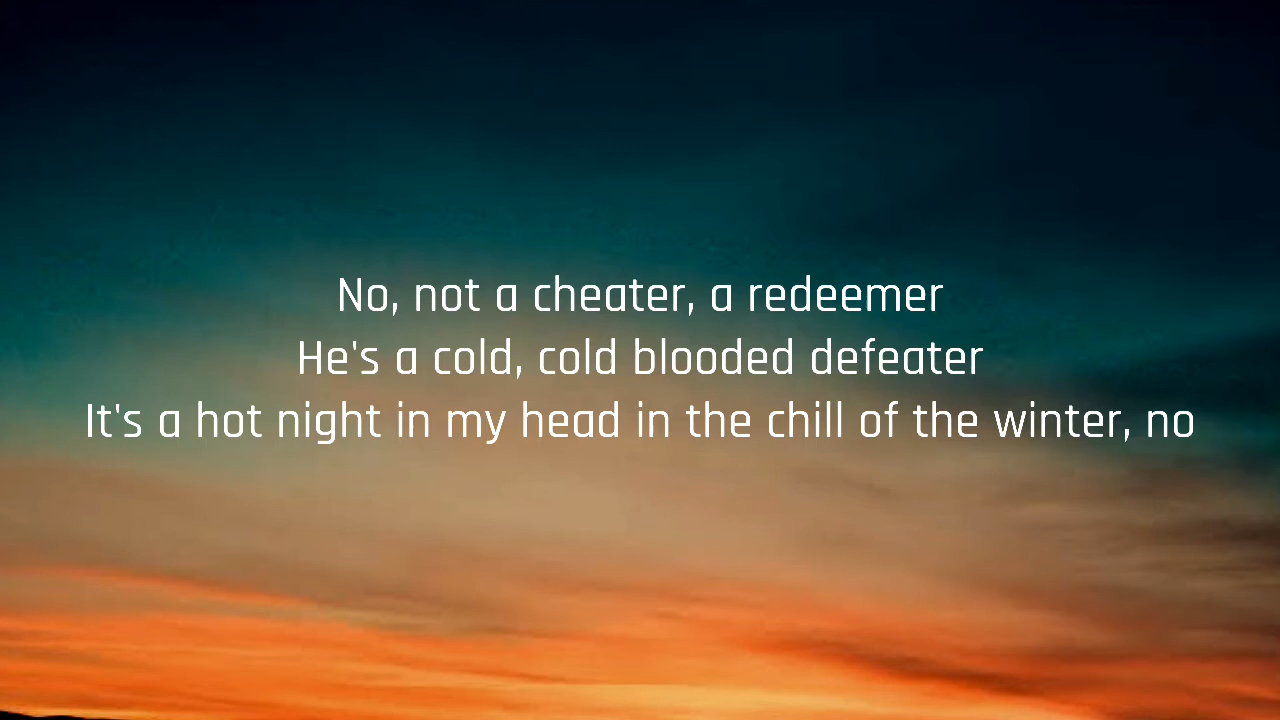 No, not a cheater, a redeemer
He's a cold, cold blooded defeater
It's a hot night in my head in the chill of the winter, no